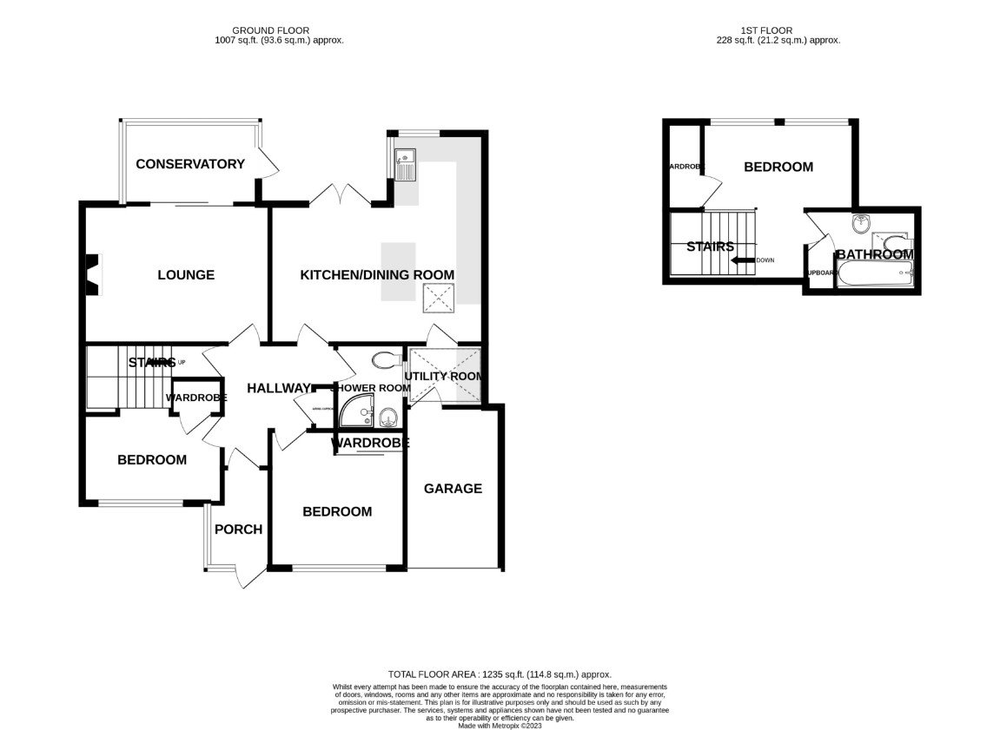 GROUND FLOOR
1007 sq.ft. (93.6 sq.m.) approx.
1ST FLOOR
228 sq.ft. (21.2 sq.m.) approx.
CONSERVATORY
LOUNGE
KITCHEN/DINING ROOM
STAIRS
UP
WARDROBE
HALLWAY
SHOWER ROOM
UTILITY ROOM
BEDROOM
WARDROBE
BEDROOM
GARAGE
PORCH
ARDROBE
BEDROOM
STAIRS
DOWN
BATHROOM
UPBOARD
TOTAL FLOOR AREA : 1235 sq.ft. (114.8 sq.m.) approx.
Whilst every attempt has been made to ensure the accuracy of the floorplan contained here, measurements
of doors, windows, rooms and any other items are approximate and no responsibility is taken for any error,
omission or mis-statement. This plan is for illustrative purposes only and should be used as such by any
prospective purchaser. The services, systems and appliances shown have not been tested and no guarantee
as to their operability or efficiency can be given.
Made with Metropix ©2023